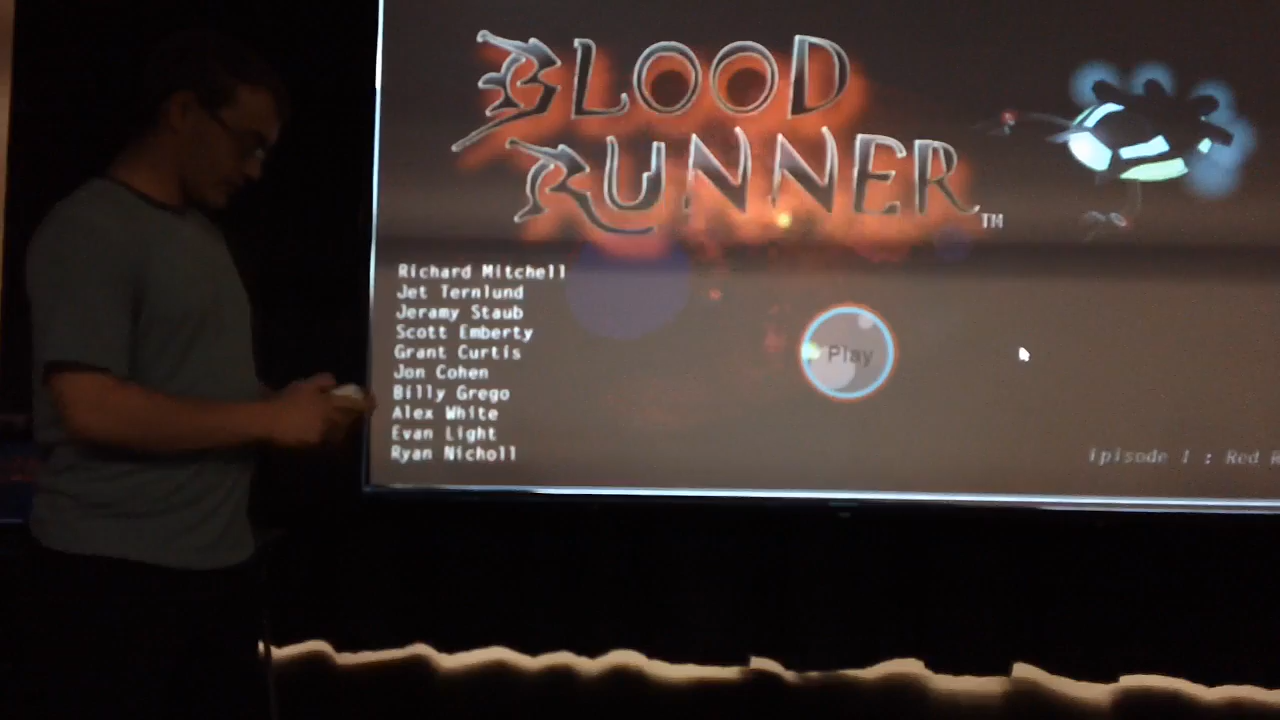 BLOOD
RUNNER
TM
Richard Mitchell
Jet Ternlund
Jeramy Staub
Scott Emberty
Grant Curtis
Jon Cohen
Billy Grego
Alex White
Evan Light
Ryan Nicholl
Play
Episode 1 : Red